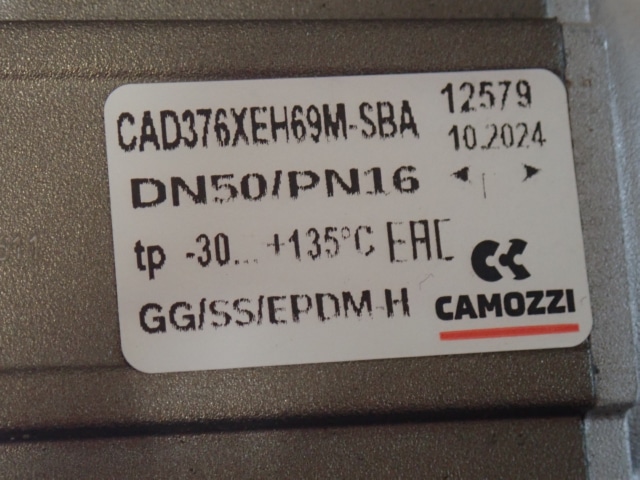 CAD376XEH69M-SBA 12579
10.2024
DN50/PN16
tp -30... +135°C EAC
GG/SS/EPDM-H CAMOZZI